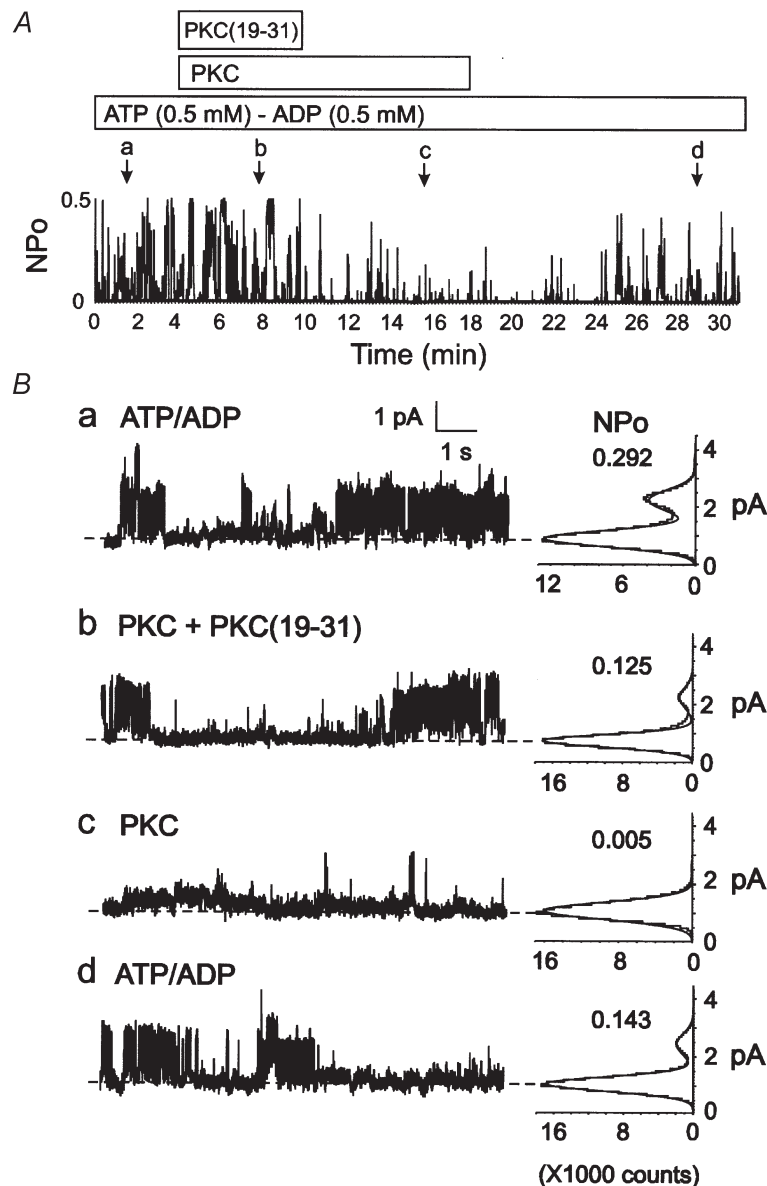 A
PKC(19-31)
PKC
ATP (0.5 mM) - ADP (0.5 mM)
a b c d
0.5
NPo
0
0 2 4 6 8 10 12 14 16 18 20 22 24 26 28 30
Time (min)
B
a ATP/ADP
1 pA
1 s
NPo
0.292
4
2
0
pA
12 6 0
b PKC + PKC(19-31)
0.125
4
2
0
pA
16 8 0
c PKC
0.005
4
2
0
pA
16 8 0
d ATP/ADP
0.143
4
2
0
pA
16 8 0
(X1000 counts)